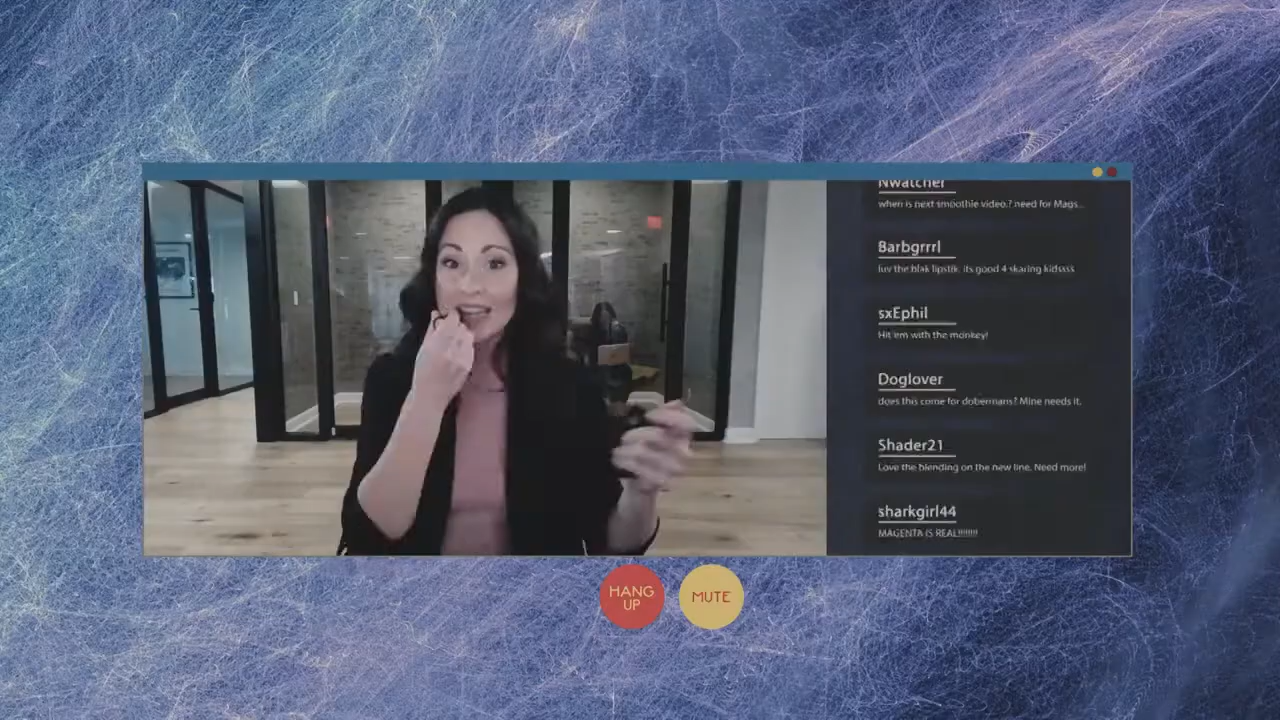 Nwatcher
when is next smoothie video.? need for Mags...
Barbgrrrl
luv the blak lipstik. its good 4 skaring kidssss
sxEphil
Hit 'em with the monkey!
Doglover
does this come for dobermans? Mine needs it.
Shader21
Love the blending on the new line. Need more!
sharkgirl44
MAGENTA IS REAL!!!!!!!!
HANG
UP
MUTE